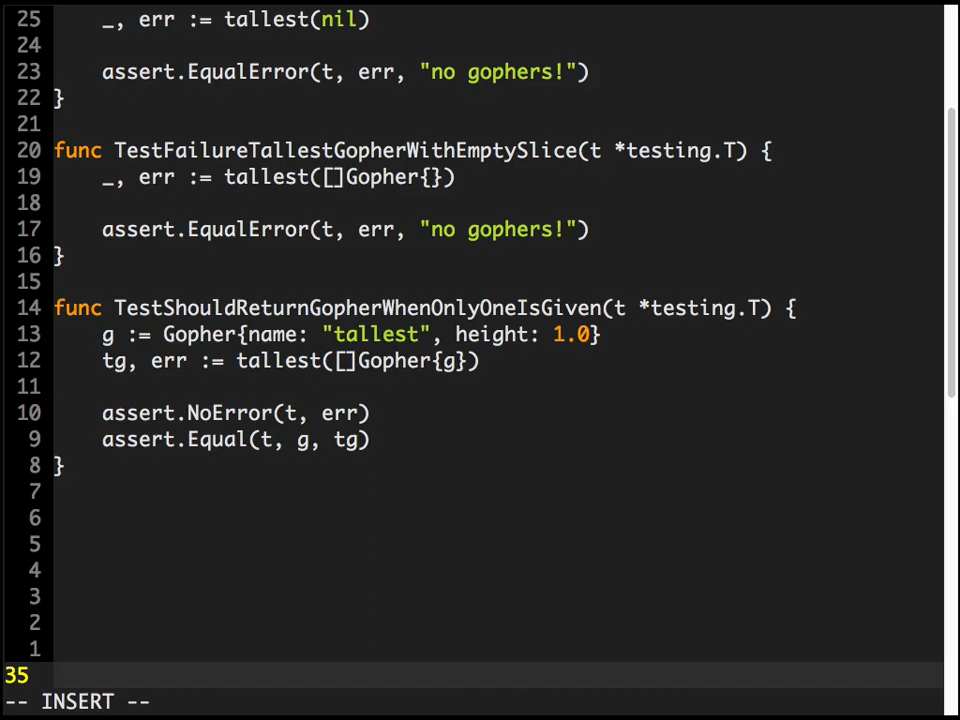 25     _, err := tallest(nil)
24
23     assert.EqualError(t, err, "no gophers!")
22 }
21
20 func TestFailureTallestGopherWithEmptySlice(t *testing.T) {
19     _, err := tallest([]Gopher{})
18
17     assert.EqualError(t, err, "no gophers!")
16 }
15
14 func TestShouldReturnGopherWhenOnlyOneIsGiven(t *testing.T) {
13     g := Gopher{name: "tallest", height: 1.0}
12     tg, err := tallest([]Gopher{g})
11
10     assert.NoError(t, err)
9     assert.Equal(t, g, tg)
8 }
7
6
5
4
3
2
1
35
-- INSERT --